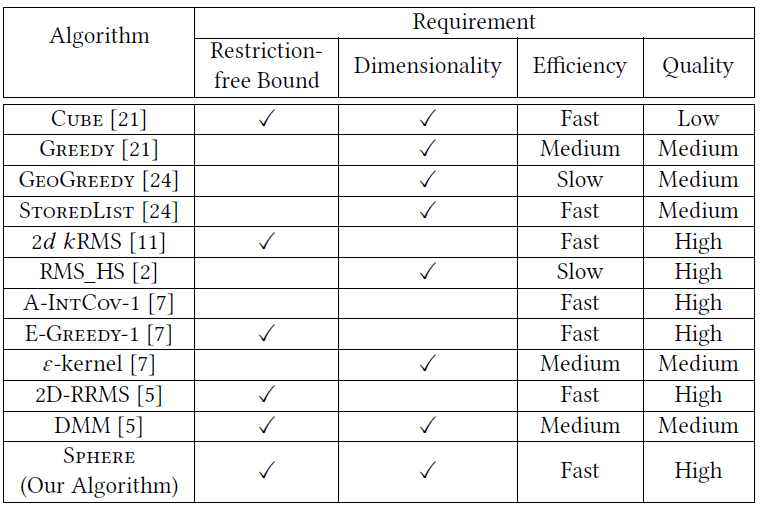 Algorithm Requirement
Restriction-free Bound Dimensionality Efficiency Quality
CUBE [21] ✓ ✓ Fast Low
GREEDY [21] ✓ Medium Medium
GEOGREEDY [24] ✓ Slow Medium
STOREDLIST [24] ✓ Fast Medium
2d kRMS [11] ✓ Fast High
RMS_HS [2] ✓ Slow High
A-INTCOV-1 [7] Fast High
E-GREEDY-1 [7] ✓ Fast High
ε-kernel [7] ✓ Medium Medium
2D-RRMS [5] ✓ Fast High
DMM [5] ✓ ✓ Medium Medium
SPHERE
(Our Algorithm) ✓ ✓ Fast High